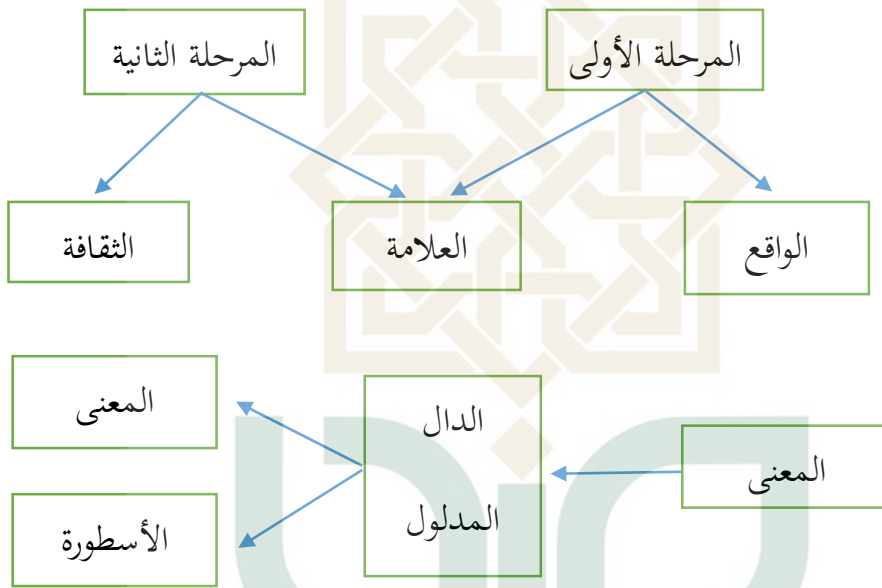 المرحلة الأولى
المرحلة الثانية
الواقع
العلامة
الثقافة
المعنى
الدال
المدلول
المعنى
الأسطورة